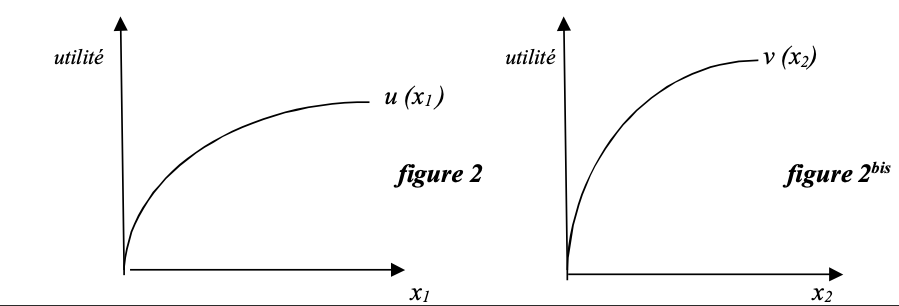 utilité
u (x1)
figure 2
x1
utilité
v (x2)
figure 2bis
x2